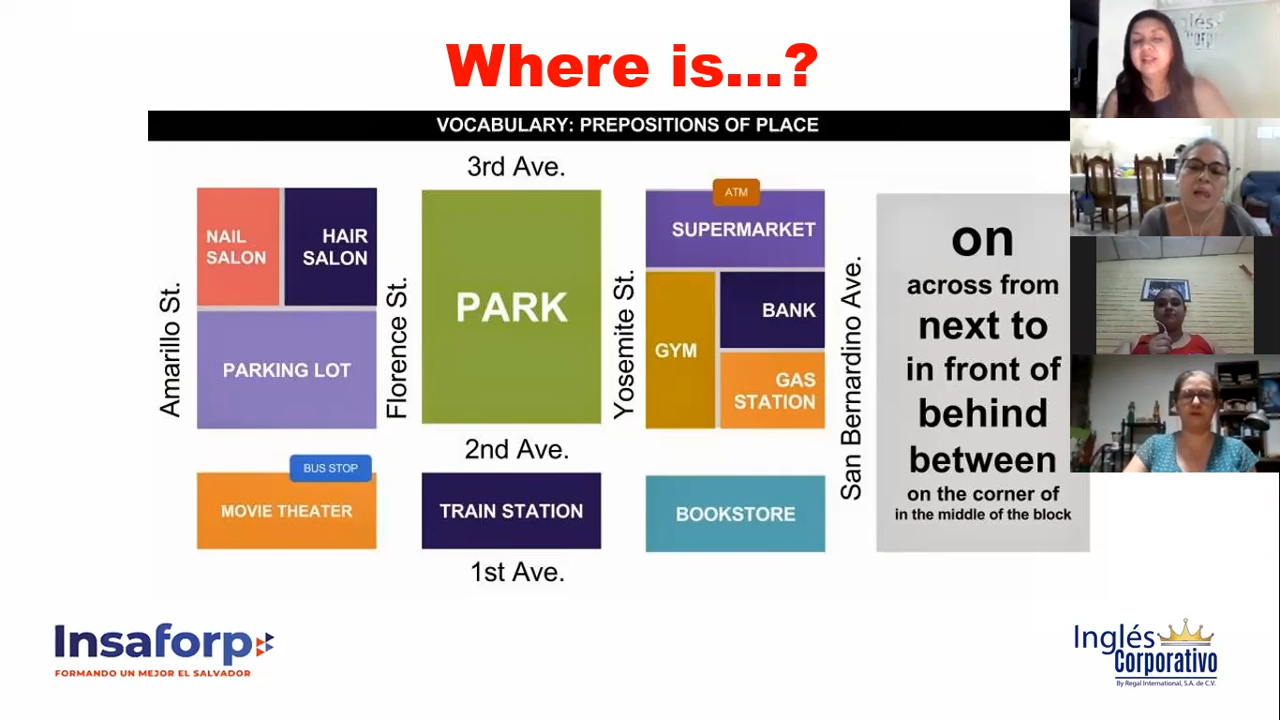 Where is...?
VOCABULARY: PREPOSITIONS OF PLACE
3rd Ave.
NAIL
SALON
HAIR
SALON
PARKING LOT
Amarillo St.
Florence St.
PARK
Yosemite St.
ATM
SUPERMARKET
GYM
BANK
GAS
STATION
San Bernardino Ave.
2nd Ave.
BUS STOP
MOVIE THEATER
TRAIN STATION
BOOKSTORE
1st Ave.
on
across from
next to
in front of
behind
between
on the corner of
in the middle of the block
Insaforp
FORMANDO UN MEJOR EL SALVADOR
Inglés
Corporativo
By Regal International, S.A. de C.V.